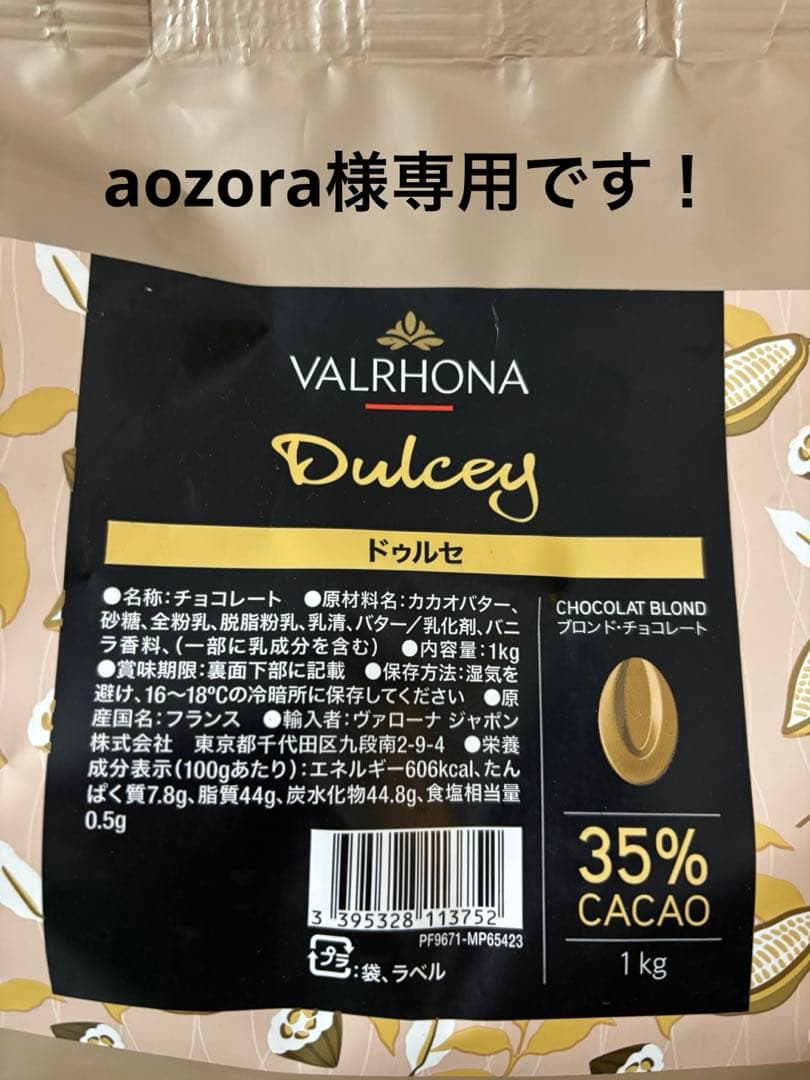 aozora様専用です！
VALRHONA
Dulcey
ドゥルセ
●名称：チョコレート ●原材料名：カカオバター、
砂糖、全粉乳、脱脂粉乳、乳清、バター／乳化剤、バニ
ラ香料、（一部に乳成分を含む） ●内容量：1kg
●賞味期限：裏面下部に記載 ●保存方法：湿気を
避け、16〜18℃の冷暗所に保存してください ●原
産国名：フランス ●輸入者：ヴァローナ ジャポン
株式会社 東京都千代田区九段南2-9-4 ●栄養
成分表示（100gあたり）：エネルギー606kcal、たん
ぱく質7.8g、脂質44g、炭水化物44.8g、食塩相当量
0.5g
3 395328 113752
PF9671-MP65423
プラ：袋、ラベル
CHOCOLAT BLOND
ブロンド・チョコレート
35%
CACAO
1 kg